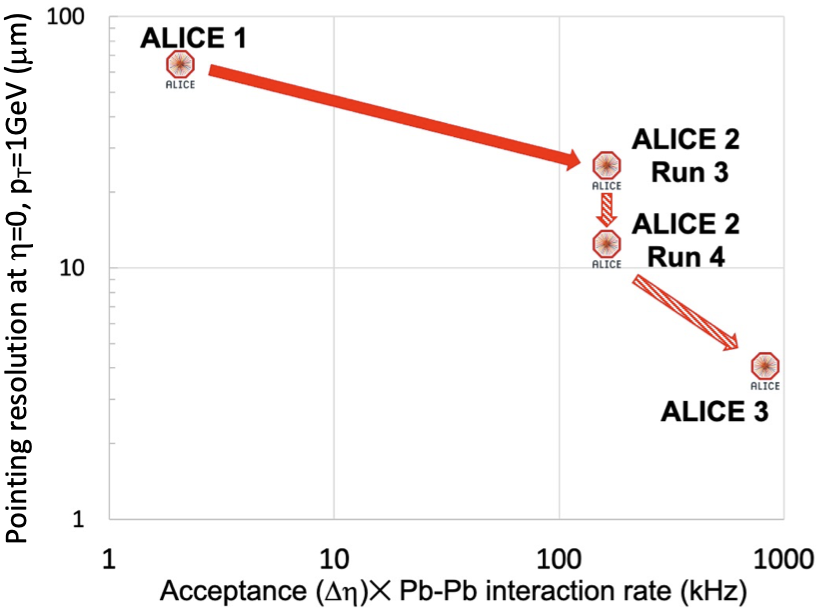 Pointing resolution at η=0, pT=1GeV (μm)
100
10
1
ALICE 1
ALICE
ALICE 2
Run 3
ALICE
ALICE 2
Run 4
ALICE
ALICE
ALICE 3
1
10
100
1000
Acceptance (Δη)✕ Pb-Pb interaction rate (kHz)